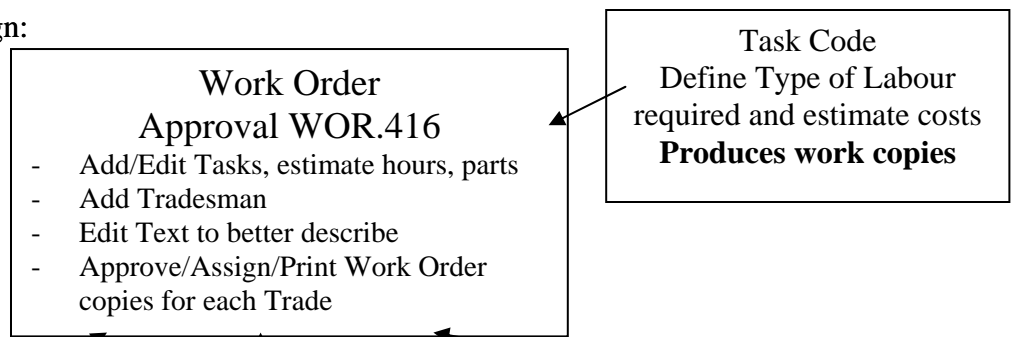 gn:
Work Order
Approval WOR.416
- Add/Edit Tasks, estimate hours, parts
- Add Tradesman
- Edit Text to better describe
- Approve/Assign/Print Work Order
copies for each Trade
Task Code
Define Type of Labour
required and estimate costs
Produces work copies